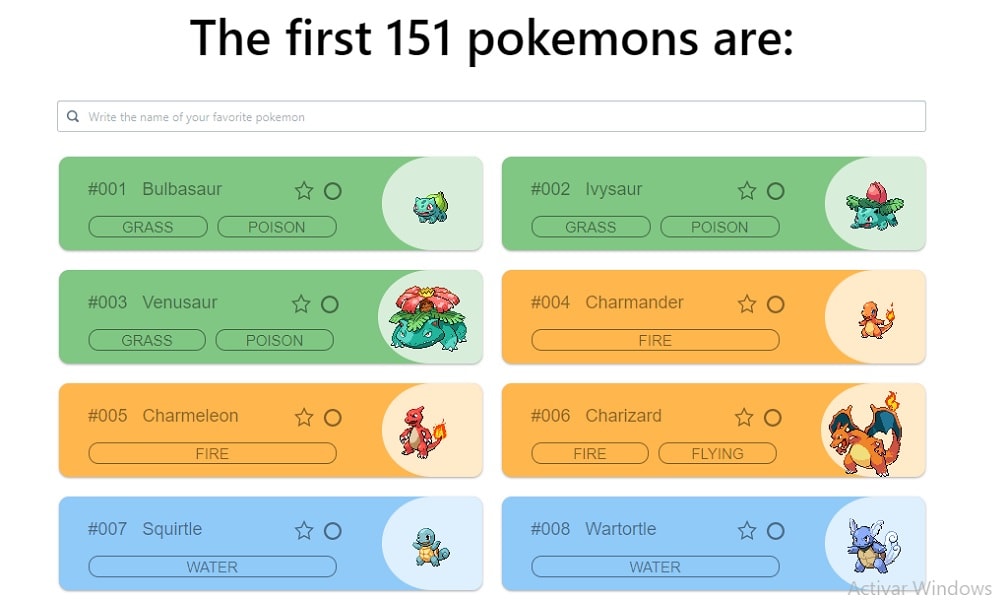 The first 151 pokemons are:
Write the name of your favorite pokemon
#001 Bulbasaur
GRASS POISON
#002 Ivysaur
GRASS POISON
#003 Venusaur
GRASS POISON
#004 Charmander
FIRE
#005 Charmeleon
FIRE
#006 Charizard
FIRE FLYING
#007 Squirtle
WATER
#008 Wartortle
WATER
Activar Windows